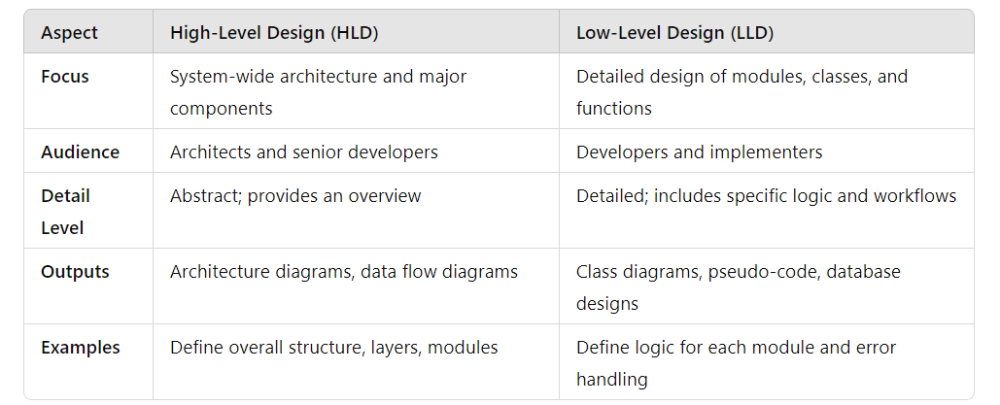 Aspect High-Level Design (HLD) Low-Level Design (LLD)
Focus System-wide architecture and major Detailed design of modules, classes, and
components functions
Audience Architects and senior developers Developers and implementers
Detail Abstract; provides an overview Detailed; includes specific logic and workflows
Level
Outputs Architecture diagrams, data flow diagrams Class diagrams, pseudo-code, database
designs
Examples Define overall structure, layers, modules Define logic for each module and error
handling